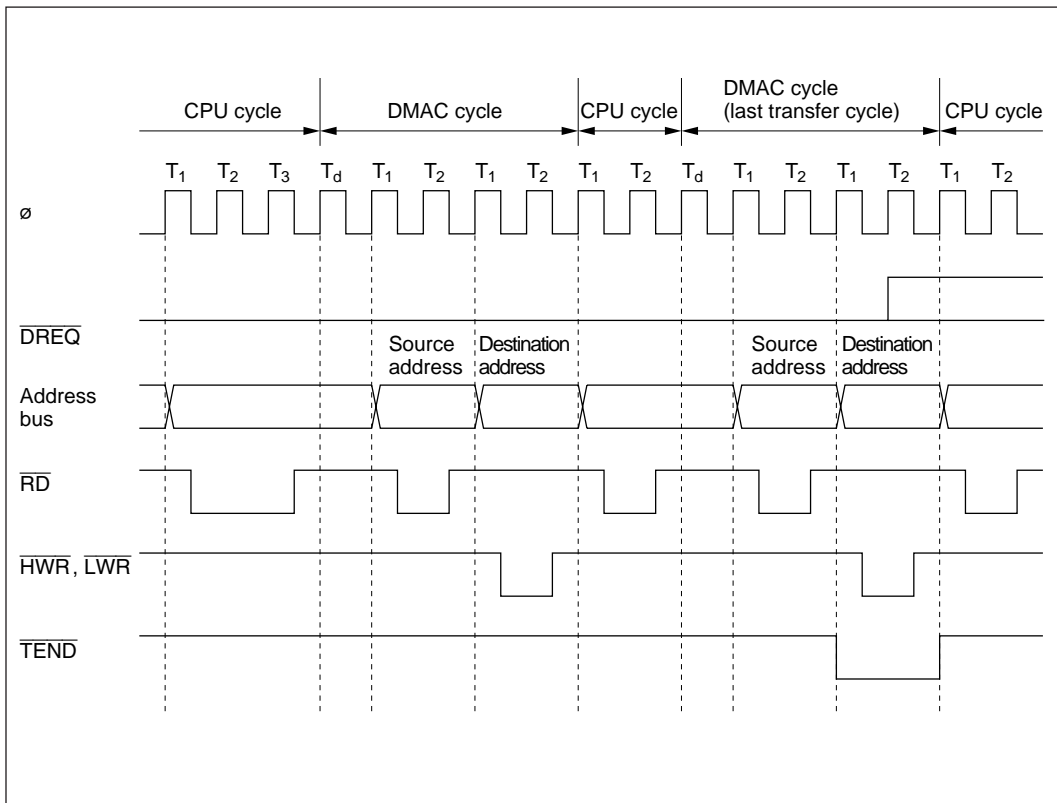 DMAC cycle
(last transfer cycle)
CPU cycle DMAC cycle CPU cycle CPU cycle
T1 T2 T3 Td T1 T2 T1 T2 T1 T2 Td T1 T2 T1 T2 T1 T2
ø
DREQ
Source address
Destination address
Source address
Destination address
Address
bus
RD
HWR, LWR
TEND